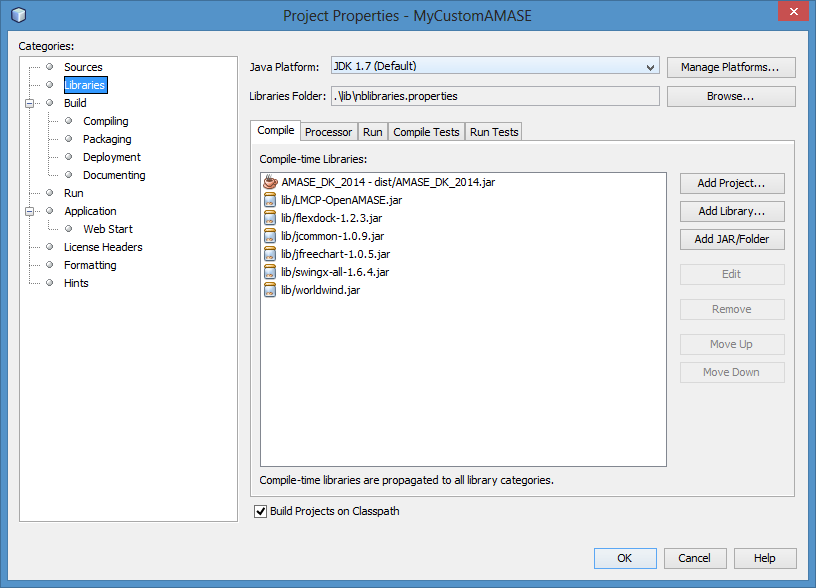 Project Properties - MyCustomAMASE
Categories:
Sources
Libraries
Build
Compiling
Packaging
Deployment
Documenting
Run
Application
Web Start
License Headers
Formatting
Hints
Java Platform: JDK 1.7 (Default) Manage Platforms...
Libraries Folder: .\lib\nblibraries.properties Browse...
Compile Processor Run Compile Tests Run Tests
Compile-time Libraries:
AMASE_DK_2014 - dist/AMASE_DK_2014.jar
lib/LMCP-OpenAMASE.jar
lib/flexdock-1.2.3.jar
lib/jcommon-1.0.9.jar
lib/jfreechart-1.0.5.jar
lib/swingx-all-1.6.4.jar
lib/worldwind.jar
Add Project...
Add Library...
Add JAR/Folder
Edit
Remove
Move Up
Move Down
Compile-time libraries are propagated to all library categories.
Build Projects on Classpath
OK Cancel Help